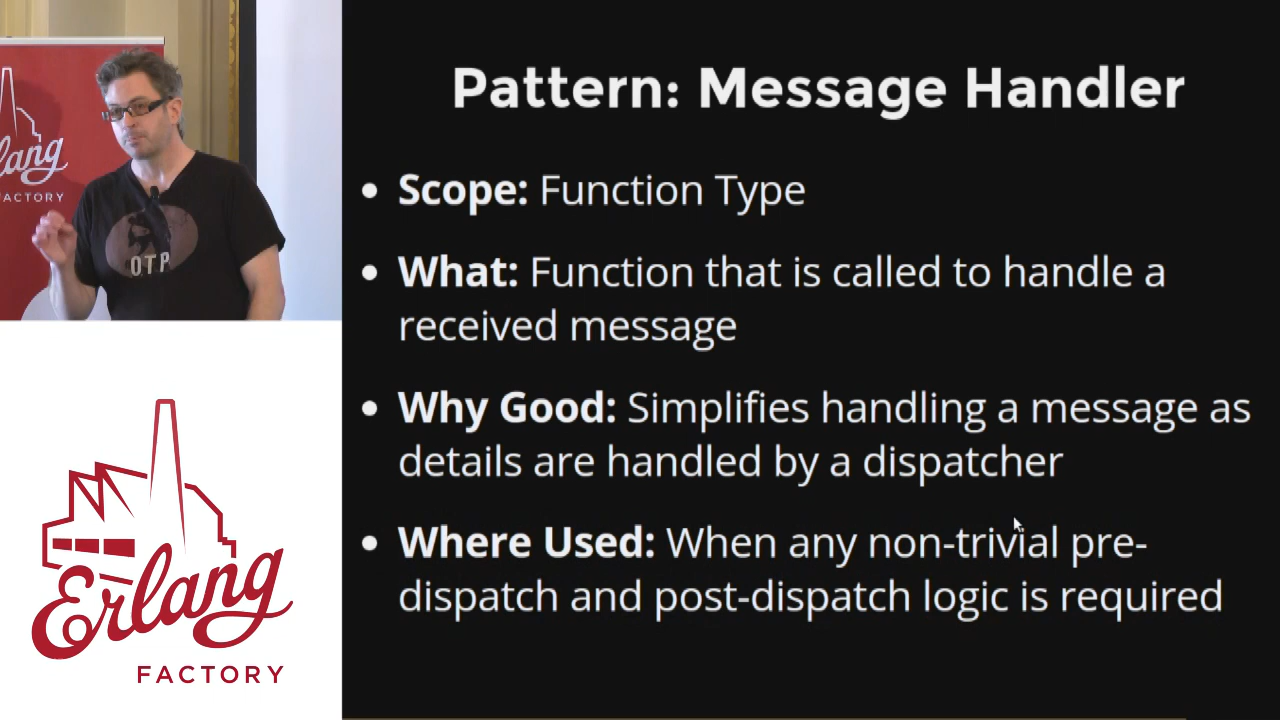 Pattern: Message Handler
Scope: Function Type
What: Function that is called to handle a
received message
Why Good: Simplifies handling a message as
details are handled by a dispatcher
Where Used: When any non-trivial pre-
dispatch and post-dispatch logic is required
lang
FACTORY
OTP
Erlang
FACTORY